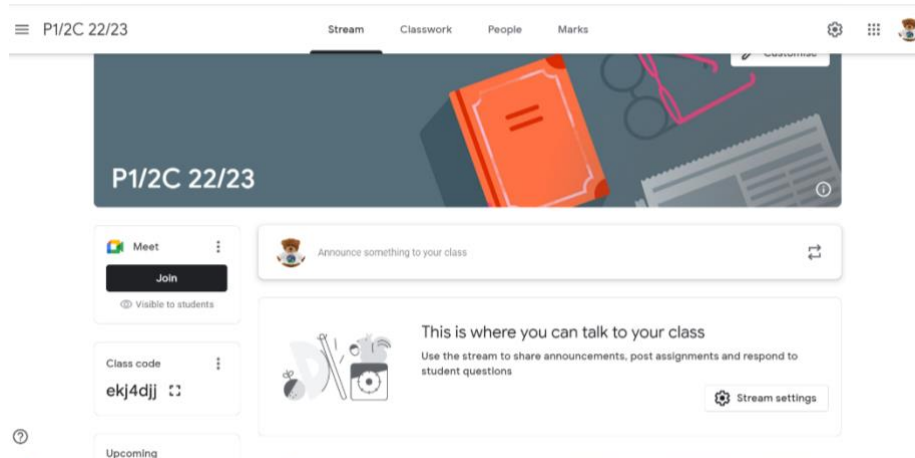 P1/2C 22/23
Stream Classwork People Marks
Customise
P1/2C 22/23
Meet
Join
Visible to students
Announce something to your class
This is where you can talk to your class
Use the stream to share announcements, post assignments and respond to
student questions
Stream settings
Class code
ekj4djj
Upcoming